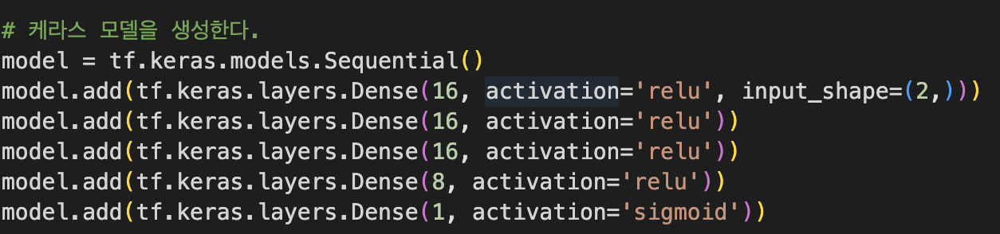 # 케라스 모델을 생성한다.
model = tf.keras.models.Sequential()
model.add(tf.keras.layers.Dense(16, activation='relu', input_shape=(2,)))
model.add(tf.keras.layers.Dense(16, activation='relu'))
model.add(tf.keras.layers.Dense(16, activation='relu'))
model.add(tf.keras.layers.Dense(8, activation='relu'))
model.add(tf.keras.layers.Dense(1, activation='sigmoid'))